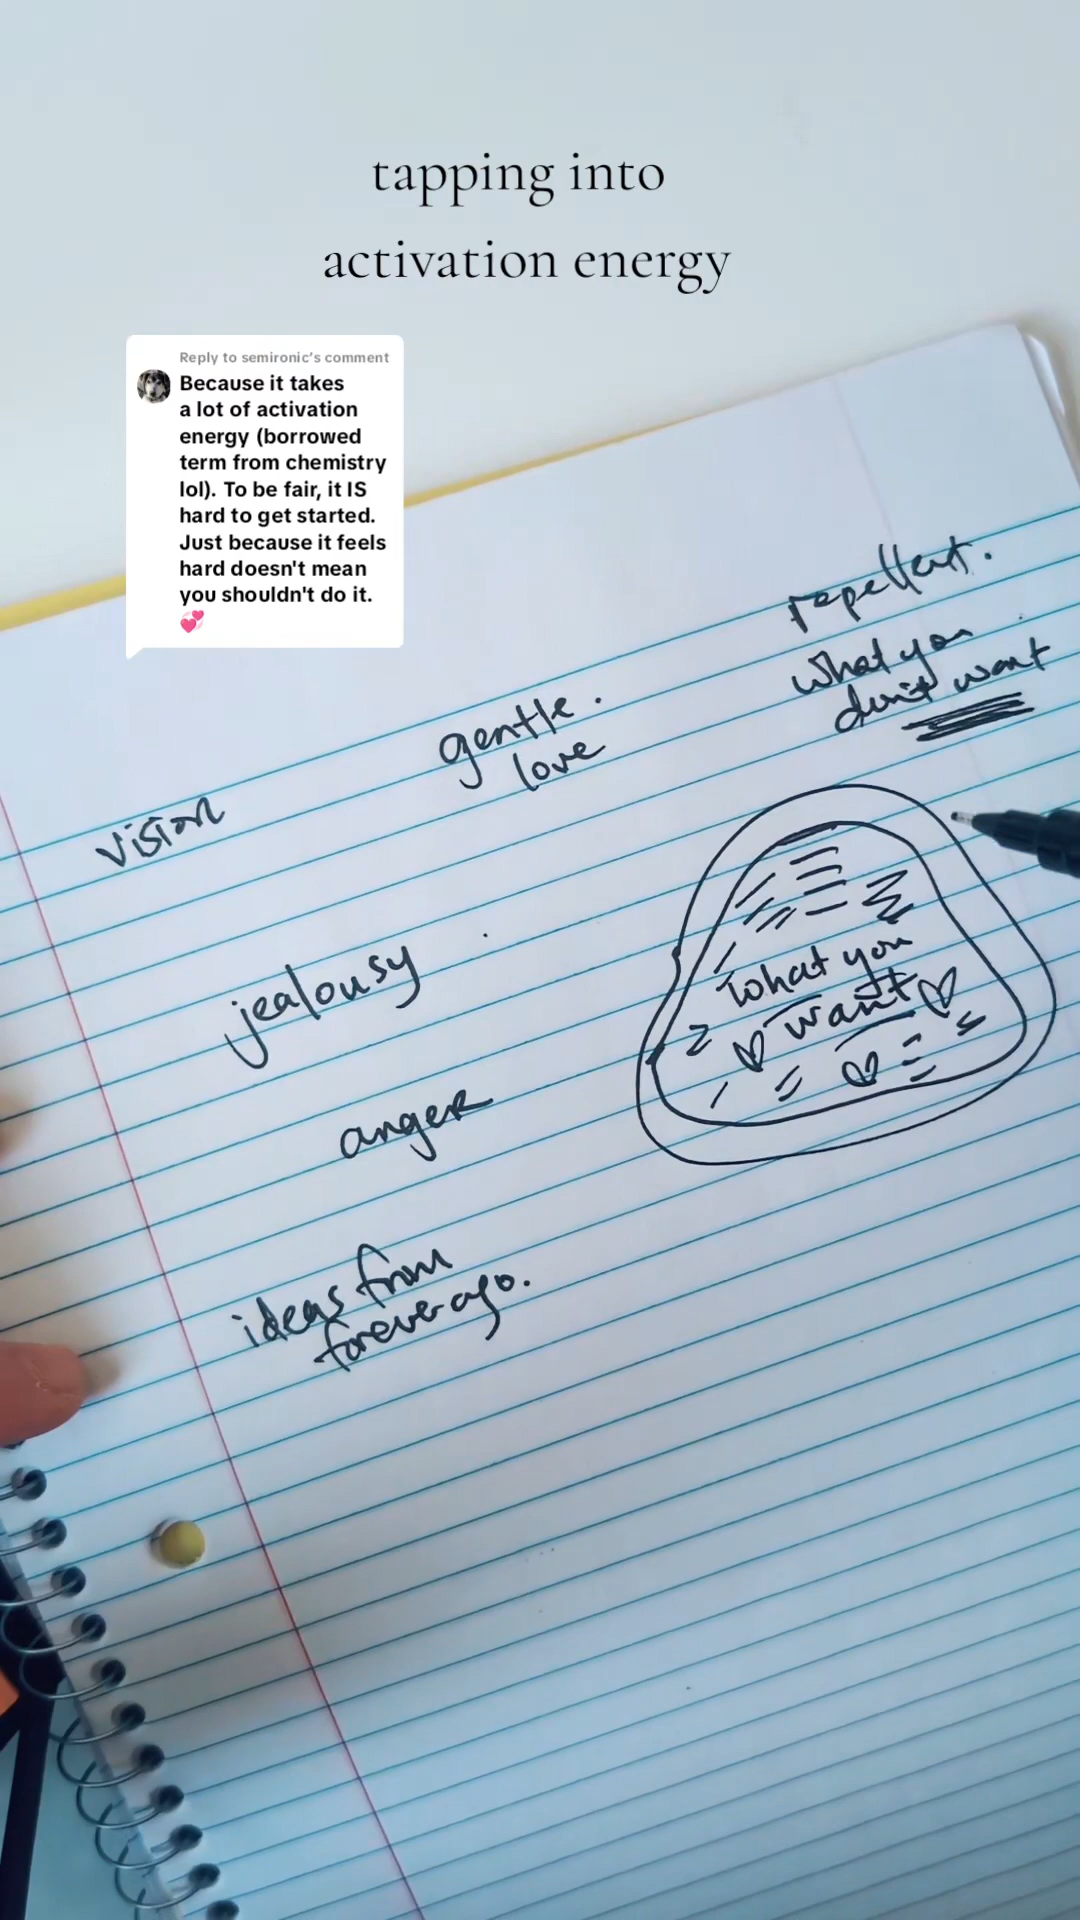 tapping into
activation energy
Reply to semironic's comment
Because it takes
a lot of activation
energy (borrowed
term from chemistry
lol). To be fair, it IS
hard to get started.
Just because it feels
hard doesn't mean
you shouldn't do it.
💞
repellent.
what you
don't want
gentle.
love
vision
jealousy
what you
want
anger
ideas from
forever ago.